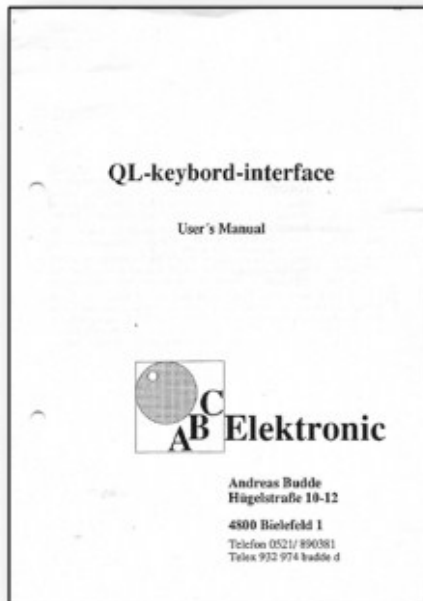 QL-keybord-interface
User´s Manual
ABC Elektronic
Andreas Budde
Hügelstraße 10-12
4800 Bielefeld 1
Telefon 0521/ 890381
Telex 932 974 budde d